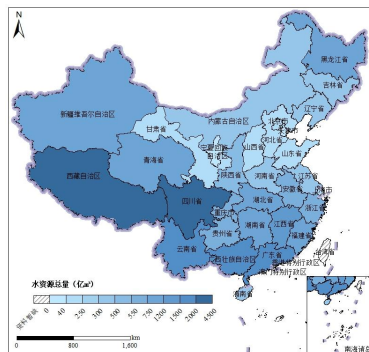 N
黑龙江省
吉林省
辽宁省
新疆维吾尔自治区
内蒙古自治区
北京市
天津市
河北省
甘肃省
宁夏回族
自治区
山西省
山东省
青海省
陕西省
河南省
江苏省
西藏自治区
安徽省
上海市
四川省
湖北省
重庆市
浙江省
湖南省
江西省
贵州省
福建省
云南省
台湾省
广西壮族自治区
广东省
香港特别行政区
澳门特别行政区
海南省
水资源总量（亿m³）
资料暂缺
0
40
250
300
500
550
750
1200
1500
2000
4500
0
800
1,600
km
南海诸岛